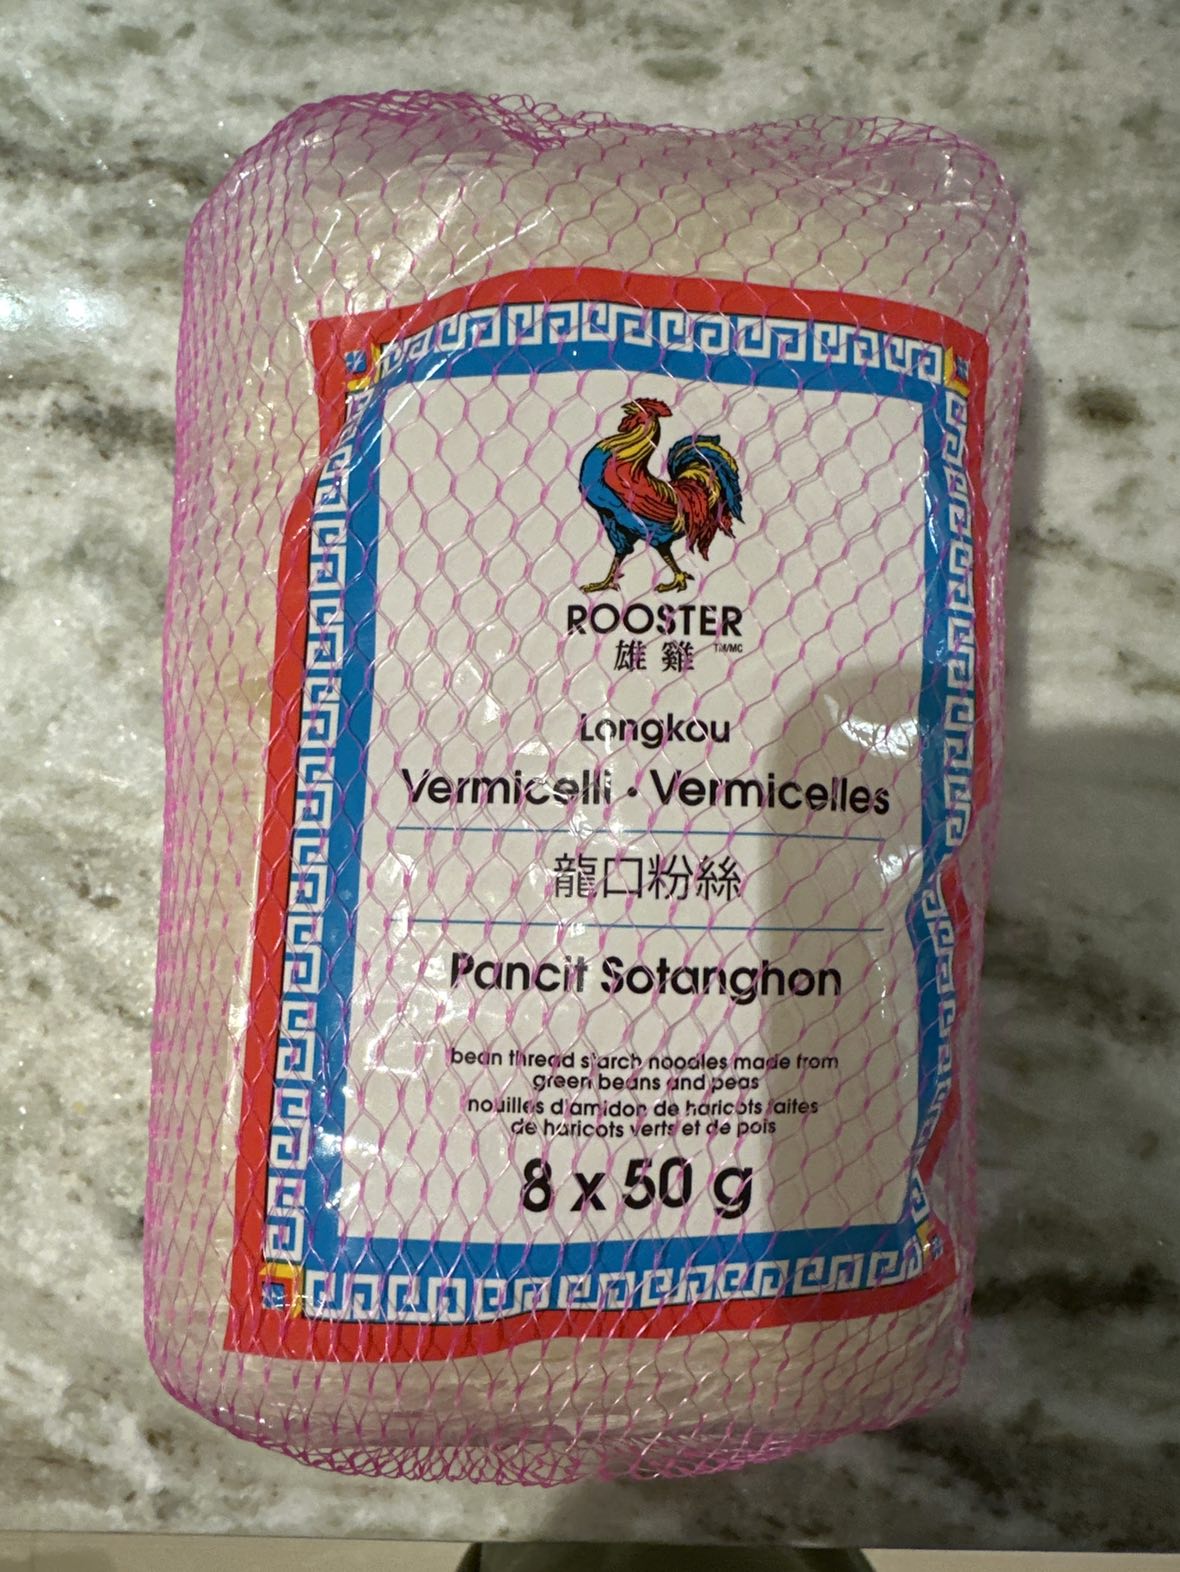 ROOSTER
雄雞 TM/MC
Longkou
Vermicelli • Vermicelles
龍口粉絲
Pancit Sotanghon
bean thread starch noodles made from
green beans and peas
nouilles d'amidon de haricots faites
de haricots verts et de pois
8 x 50 g